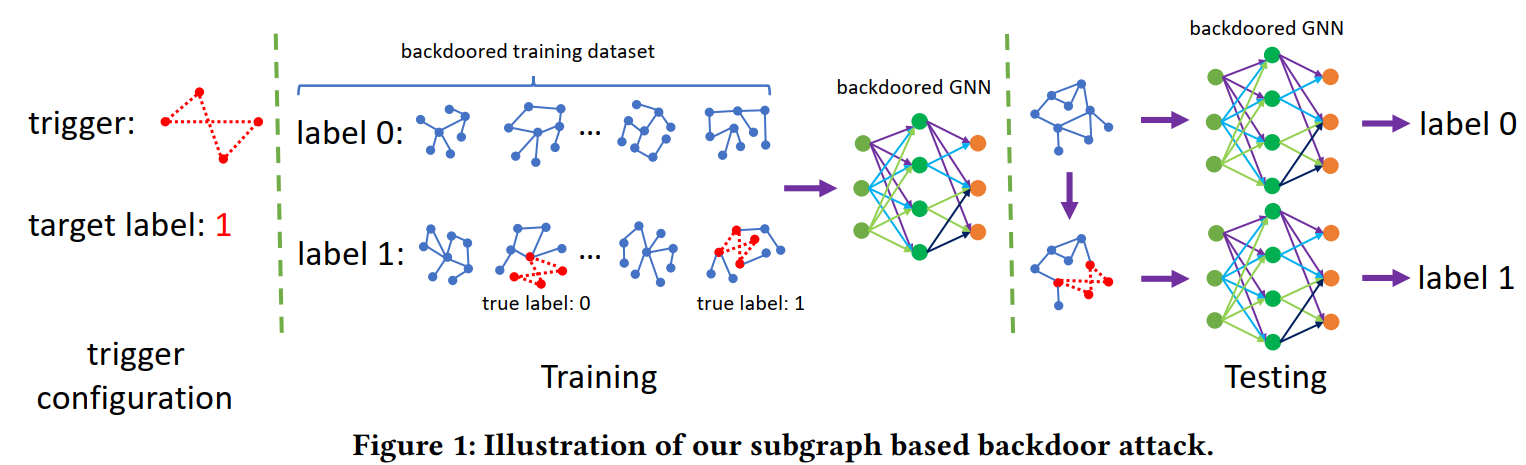 trigger:
target label: 1
trigger
configuration
backdoored training dataset
label 0:
...
label 1:
...
true label: 0
true label: 1
backdoored GNN
Training
backdoored GNN
label 0
label 1
Testing
Figure 1: Illustration of our subgraph based backdoor attack.